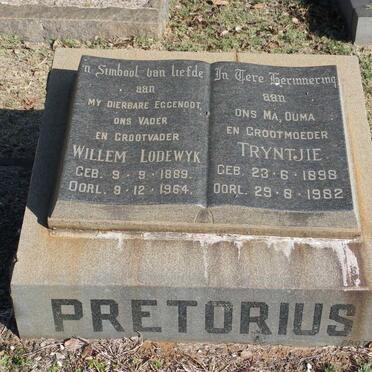 'n Simbool van liefde
aan
MY DIERBARE EGGENOOT,
ONS VADER
EN GROOTVADER
WILLEM LODEWYK
GEB. 9-9-1889.
OORL. 9-12-1964.
In Tere Herinnering
aan
ONS MA, OUMA
EN GROOTMOEDER
TRYNTJIE
GEB. 23-6-1898
OORL. 29-8-1982
PRETORIUS